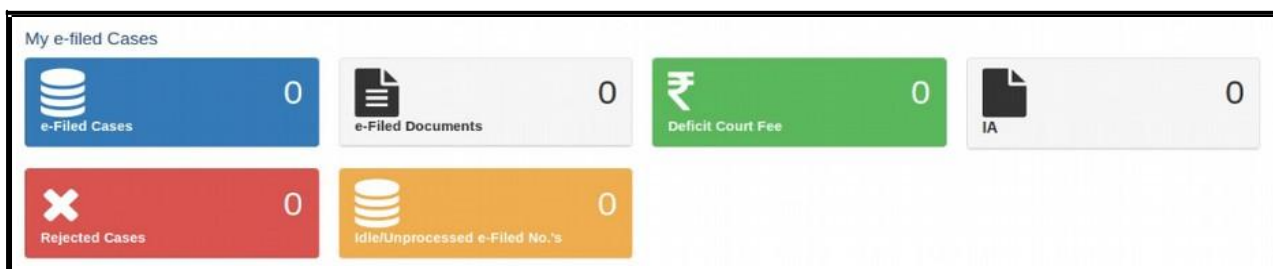 My e-filed Cases
0
e-Filed Cases
0
e-Filed Documents
₹
0
Deficit Court Fee
0
IA
0
Rejected Cases
0
Idle/Unprocessed e-Filed No.'s